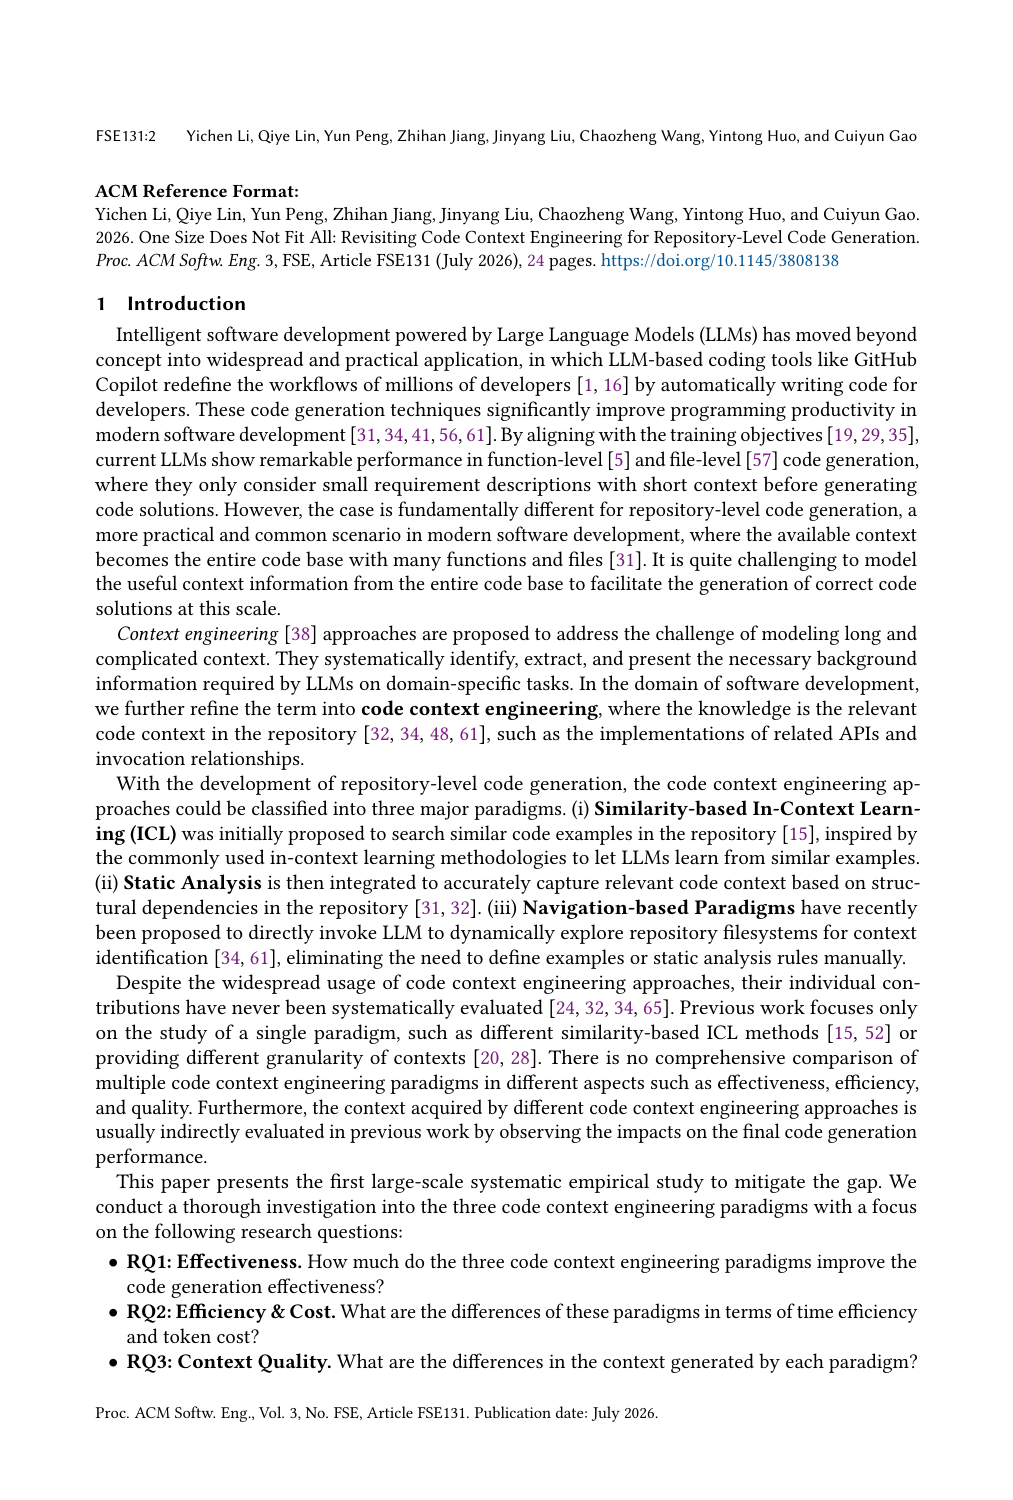 FSE131:2 Yichen Li, Qiye Lin, Yun Peng, Zhihan Jiang, Jinyang Liu, Chaozheng Wang, Yintong Huo, and Cuiyun Gao
ACM Reference Format:
Yichen Li, Qiye Lin, Yun Peng, Zhihan Jiang, Jinyang Liu, Chaozheng Wang, Yintong Huo, and Cuiyun Gao.
2026. One Size Does Not Fit All: Revisiting Code Context Engineering for Repository-Level Code Generation.
Proc. ACM Softw. Eng. 3, FSE, Article FSE131 (July 2026), 24 pages. https://doi.org/10.1145/3808138
1 Introduction
Intelligent software development powered by Large Language Models (LLMs) has moved beyond
concept into widespread and practical application, in which LLM-based coding tools like GitHub
Copilot redefine the workflows of millions of developers [1, 16] by automatically writing code for
developers. These code generation techniques significantly improve programming productivity in
modern software development [31, 34, 41, 56, 61]. By aligning with the training objectives [19, 29, 35],
current LLMs show remarkable performance in function-level [5] and file-level [57] code generation,
where they only consider small requirement descriptions with short context before generating
code solutions. However, the case is fundamentally different for repository-level code generation, a
more practical and common scenario in modern software development, where the available context
becomes the entire code base with many functions and files [31]. It is quite challenging to model
the useful context information from the entire code base to facilitate the generation of correct code
solutions at this scale.
Context engineering [38] approaches are proposed to address the challenge of modeling long and
complicated context. They systematically identify, extract, and present the necessary background
information required by LLMs on domain-specific tasks. In the domain of software development,
we further refine the term into code context engineering, where the knowledge is the relevant
code context in the repository [32, 34, 48, 61], such as the implementations of related APIs and
invocation relationships.
With the development of repository-level code generation, the code context engineering ap-
proaches could be classified into three major paradigms. (i) Similarity-based In-Context Learn-
ing (ICL) was initially proposed to search similar code examples in the repository [15], inspired by
the commonly used in-context learning methodologies to let LLMs learn from similar examples.
(ii) Static Analysis is then integrated to accurately capture relevant code context based on struc-
tural dependencies in the repository [31, 32]. (iii) Navigation-based Paradigms have recently
been proposed to directly invoke LLM to dynamically explore repository filesystems for context
identification [34, 61], eliminating the need to define examples or static analysis rules manually.
Despite the widespread usage of code context engineering approaches, their individual con-
tributions have never been systematically evaluated [24, 32, 34, 65]. Previous work focuses only
on the study of a single paradigm, such as different similarity-based ICL methods [15, 52] or
providing different granularity of contexts [20, 28]. There is no comprehensive comparison of
multiple code context engineering paradigms in different aspects such as effectiveness, efficiency,
and quality. Furthermore, the context acquired by different code context engineering approaches is
usually indirectly evaluated in previous work by observing the impacts on the final code generation
performance.
This paper presents the first large-scale systematic empirical study to mitigate the gap. We
conduct a thorough investigation into the three code context engineering paradigms with a focus
on the following research questions:
• RQ1: Effectiveness. How much do the three code context engineering paradigms improve the
code generation effectiveness?
• RQ2: Efficiency & Cost. What are the differences of these paradigms in terms of time efficiency
and token cost?
• RQ3: Context Quality. What are the differences in the context generated by each paradigm?
Proc. ACM Softw. Eng., Vol. 3, No. FSE, Article FSE131. Publication date: July 2026.